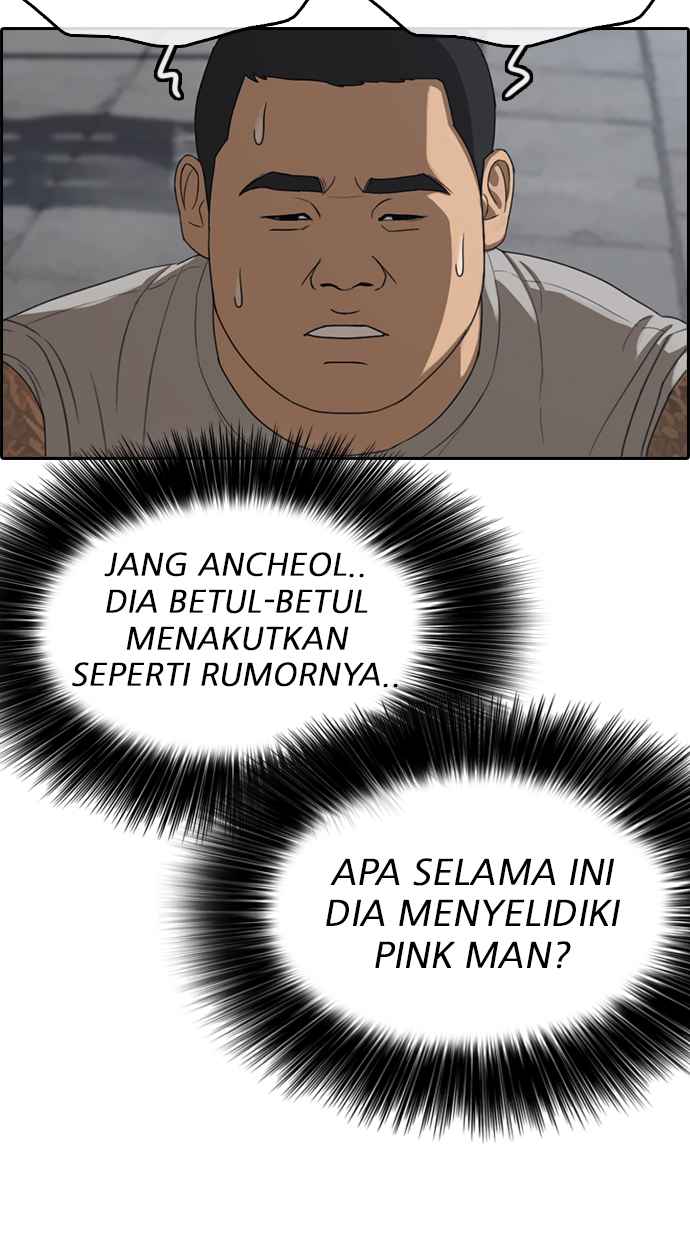 JANG ANCHEOL..
DIA BETUL-BETUL
MENAKUTKAN
SEPERTI RUMORNYA..
APA SELAMA INI
DIA MENYELIDIKI
PINK MAN?